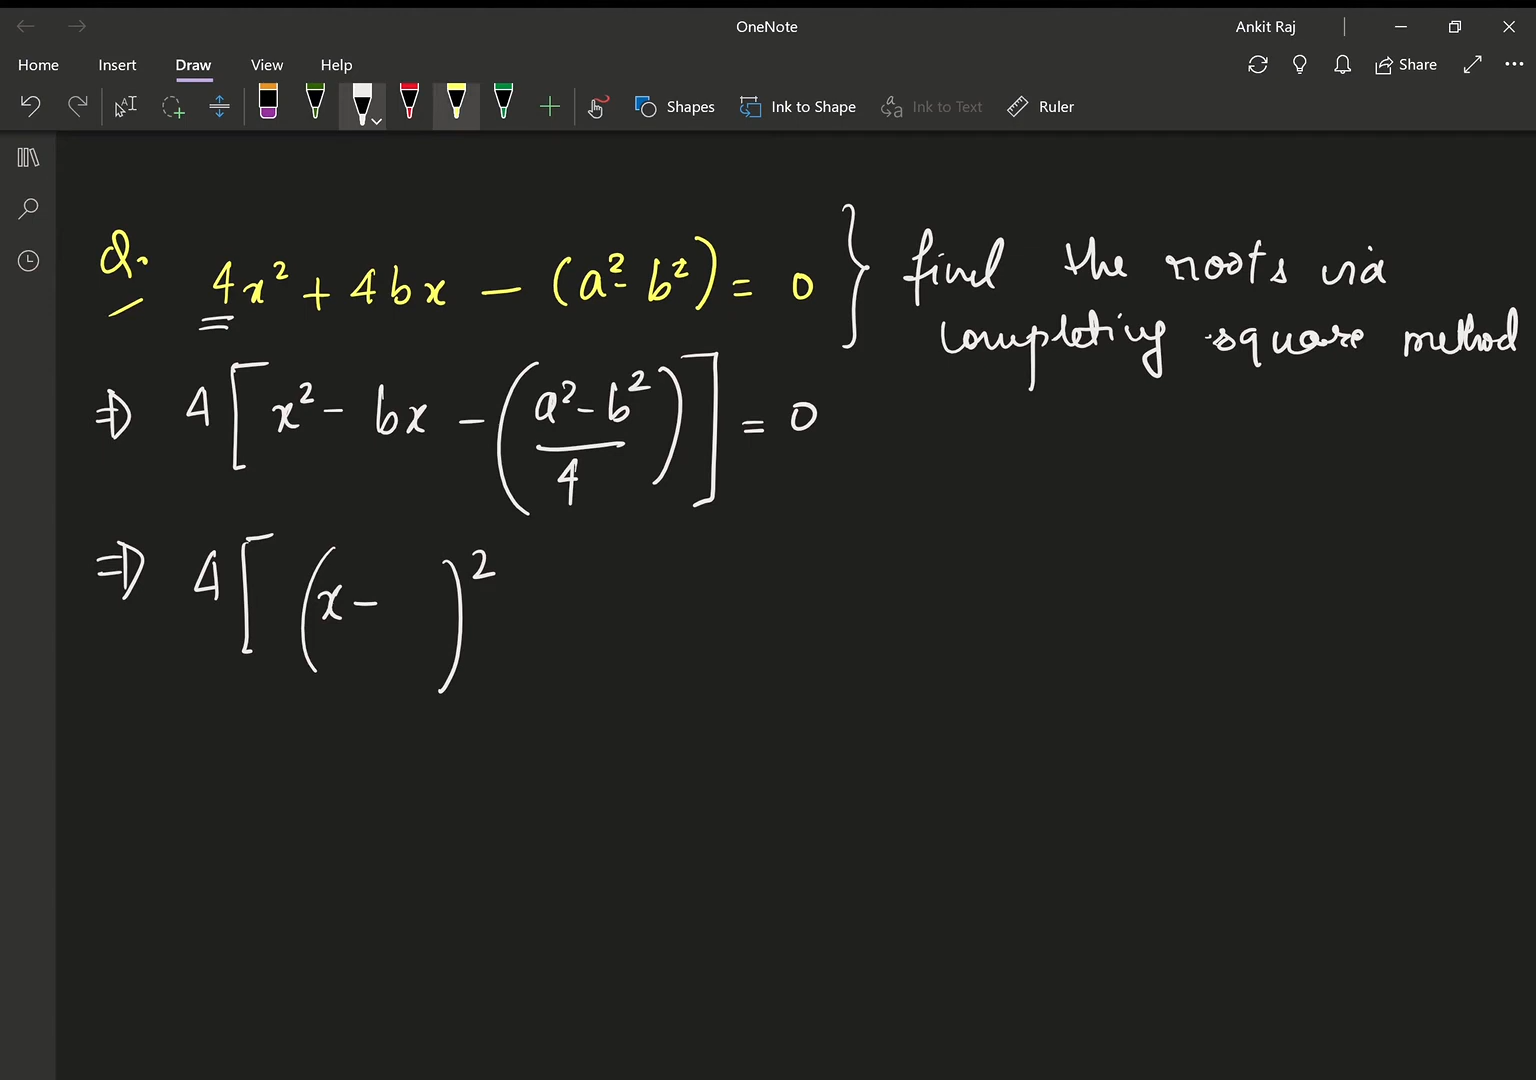 OneNote
Ankit Raj
Home Insert Draw View Help
Share
Shapes Ink to Shape Ink to Text Ruler
Q. 4x² + 4bx - (a² - b²) = 0 } find the roots via
completing square method
⇒ 4[x² - bx - ((a² - b²)/4)] = 0
⇒ 4[(x - )²